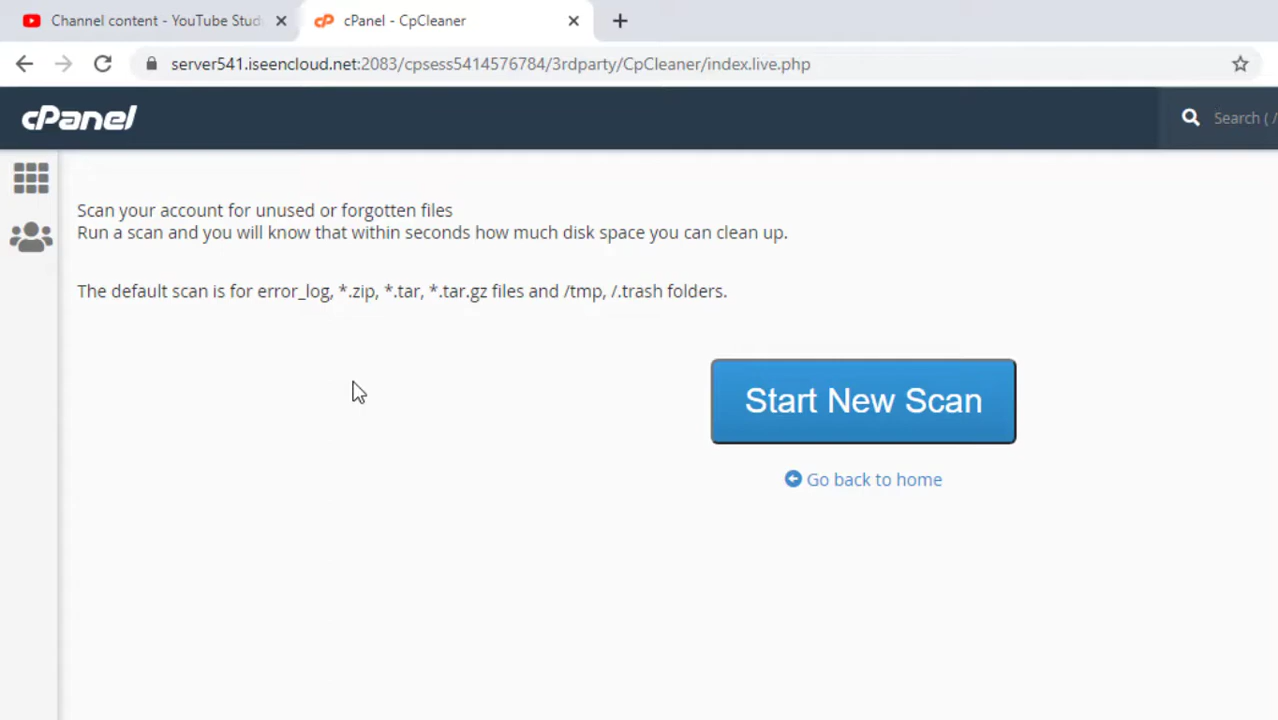 Channel content - YouTube Stud
cPanel - CpCleaner
server541.iseencloud.net:2083/cpsess5414576784/3rdparty/CpCleaner/index.live.php
cPanel
Search ( /
Scan your account for unused or forgotten files
Run a scan and you will know that within seconds how much disk space you can clean up.
The default scan is for error_log, *.zip, *.tar, *.tar.gz files and /tmp, /.trash folders.
Start New Scan
Go back to home